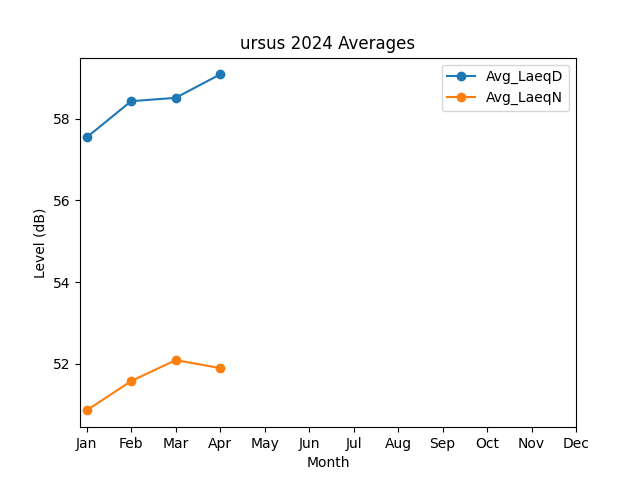 ursus 2024 Averages
Avg_LaeqD
Avg_LaeqN
58
56
54
52
Level (dB)
Jan Feb Mar Apr May Jun Jul Aug Sep Oct Nov Dec
Month